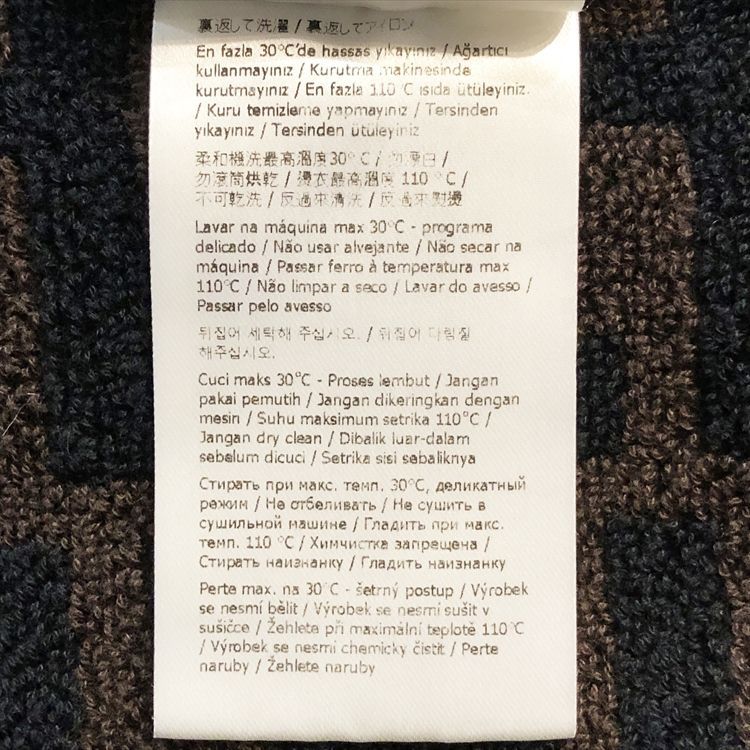 裏返して洗濯 / 裏返してアイロン
En fazla 30°C'de hassas yıkayınız / Ağartıcı
kullanmayınız / Kurutma makinesinde
kurutmayınız / En fazla 110°C ısıda ütüleyiniz.
/ Kuru temizleme yapmayınız / Tersinden
yıkayınız / Tersinden ütüleyiniz
柔和機洗最高溫度30°C / 勿漂白 /
勿滾筒烘乾 / 燙衣最高溫度 110 °C /
不可乾洗 / 反過來清洗 / 反過來熨燙
Lavar na máquina max 30°C - programa
delicado / Não usar alvejante / Não secar na
máquina / Passar ferro à temperatura max
110°C / Não limpar a seco / Lavar do avesso /
Passar pelo avesso
뒤집어 세탁해 주십시오. / 뒤집어 다림질
해주십시오.
Cuci maks 30°C - Proses lembut / Jangan
pakai pemutih / Jangan dikeringkan dengan
mesin / Suhu maksimum setrika 110°C /
Jangan dry clean / Dibalik luar-dalam
sebelum dicuci / Setrika sisi sebaliknya
Стирать при макс. темп. 30°C, деликатный
режим / Не отбеливать / Не сушить в
сушильной машине / Гладить при макс.
темп. 110 °C / Химчистка запрещена /
Стирать наизнанку / Гладить наизнанку
Perte max. na 30°C - šetrný postup / Výrobek
se nesmí bělit / Výrobek se nesmí sušit v
sušičce / Žehlete při maximální teplotě 110°C
/ Výrobek se nesmí chemicky čistit / Perte
naruby / Žehlete naruby